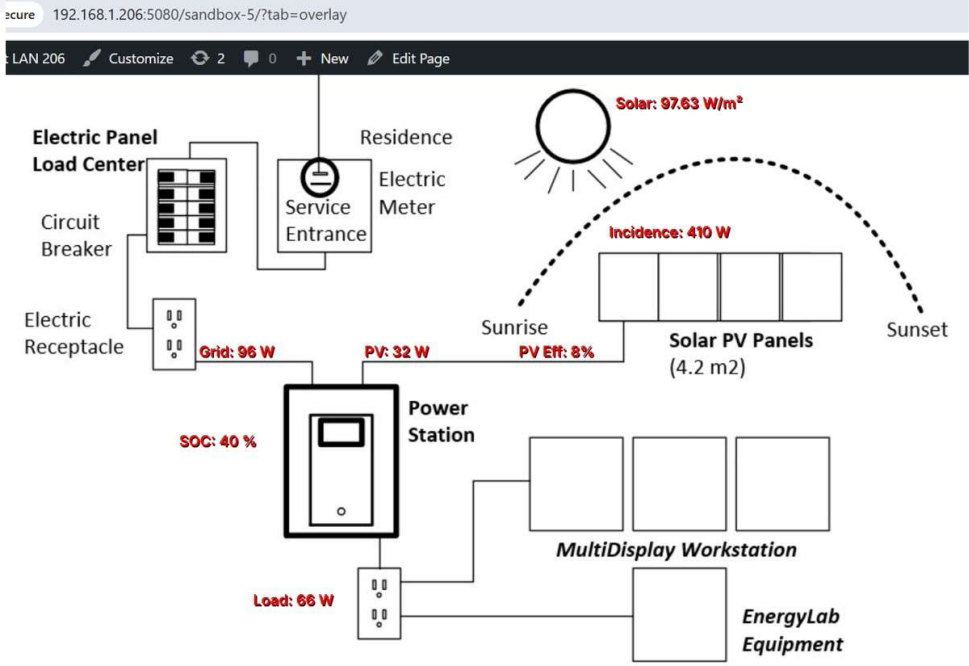 ecure 192.168.1.206:5080/sandbox-5/?tab=overlay
t LAN 206 Customize 2 0 New Edit Page
Solar: 97.63 W/m²
Electric Panel
Load Center
Residence
Electric
Meter
Service
Entrance
Circuit
Breaker
Incidence: 410 W
Electric
Receptacle
Sunrise
Sunset
Solar PV Panels
(4.2 m2)
Grid: 96 W
PV: 32 W
PV Eff: 8%
Power
Station
SOC: 40 %
MultiDisplay Workstation
Load: 66 W
EnergyLab
Equipment